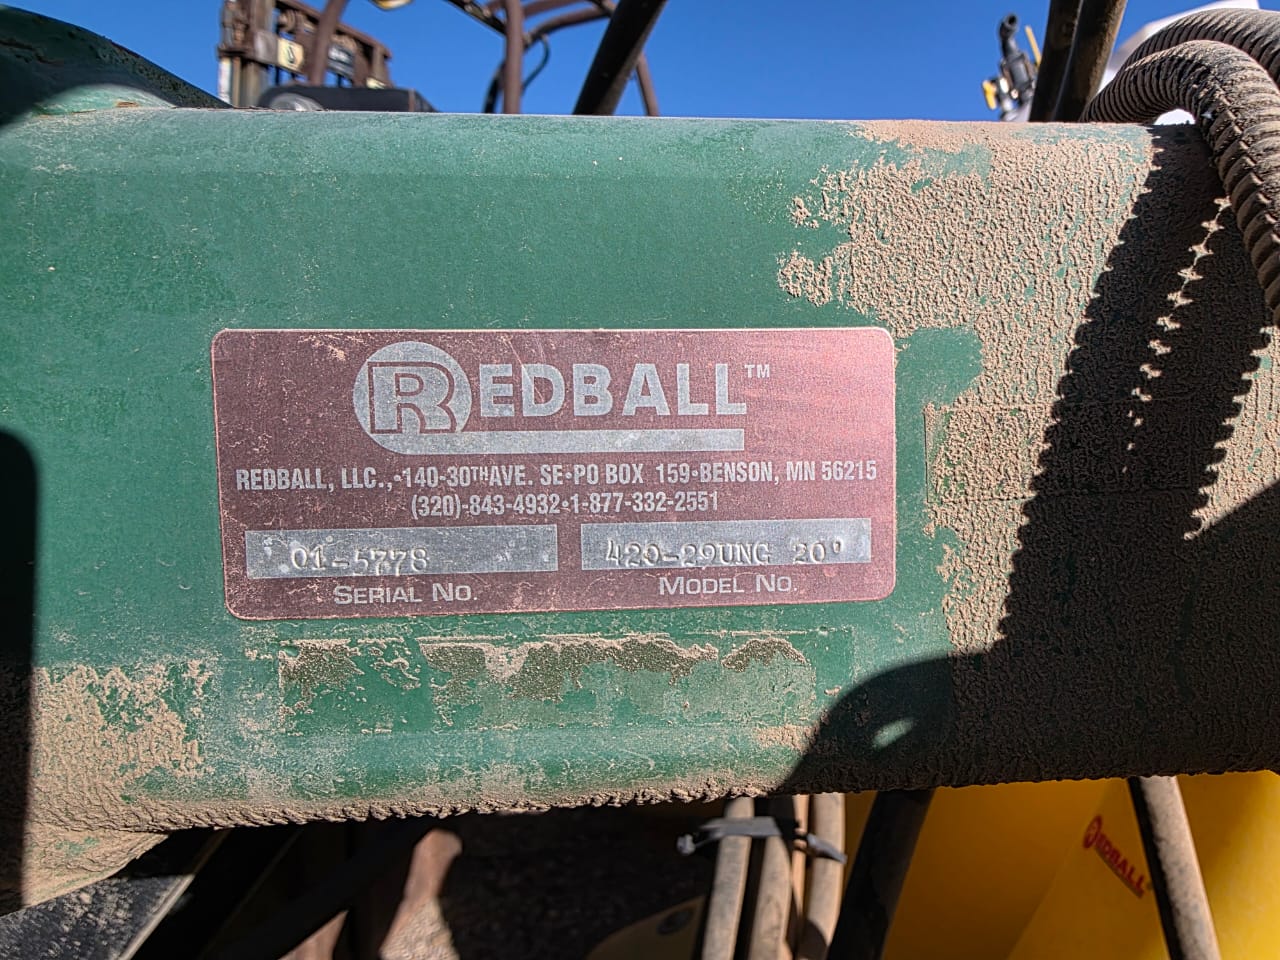 REDBALL™
REDBALL, LLC.,•140-30TH AVE. SE•PO BOX 159•BENSON, MN 56215
(320)-843-4932•1-877-332-2551
01-5778 420-29UNG 20°
SERIAL NO. MODEL NO.
REDBALL